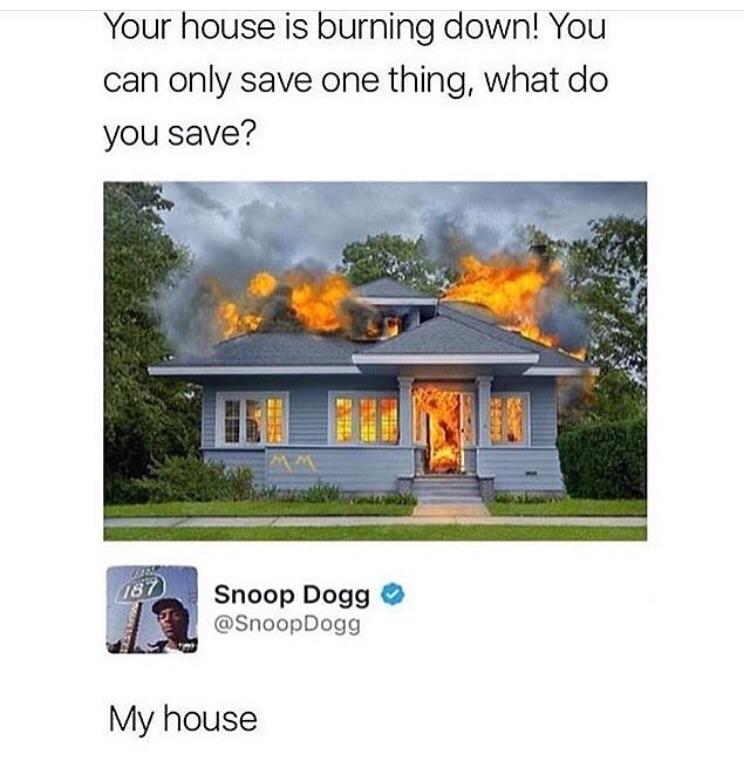 Your house is burning down! You
can only save one thing, what do
you save?
MM
187
Snoop Dogg
@SnoopDogg
My house